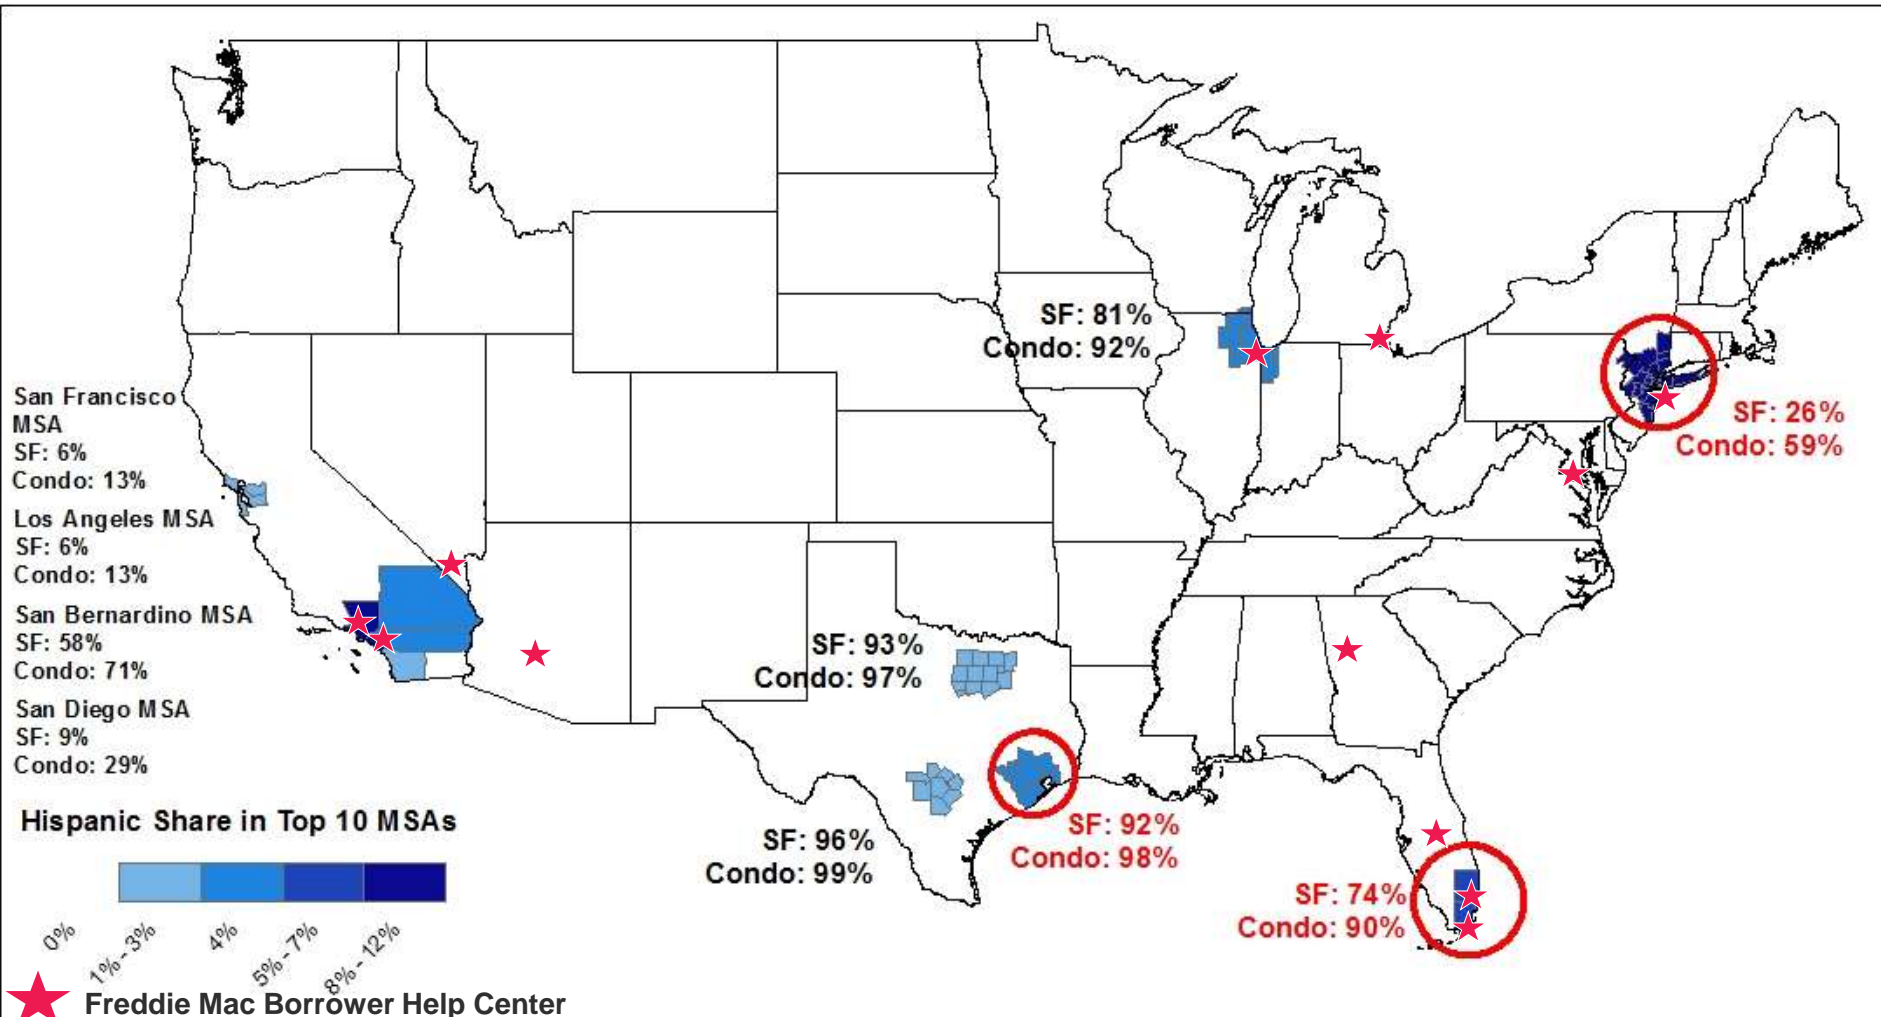 SF: 81%
Condo: 92%
San Francisco
MSA
SF: 6%
Condo: 13%
Los Angeles MSA
SF: 6%
Condo: 13%
San Bernardino MSA
SF: 58%
Condo: 71%
San Diego MSA
SF: 9%
Condo: 29%
SF: 26%
Condo: 59%
SF: 93%
Condo: 97%
SF: 96%
Condo: 99%
SF: 92%
Condo: 98%
SF: 74%
Condo: 90%
Hispanic Share in Top 10 MSAs
0%
1% - 3%
4%
5% - 7%
8% - 12%
Freddie Mac Borrower Help Center